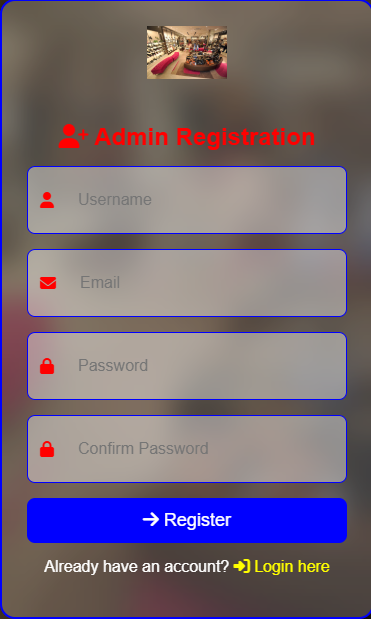 Admin Registration
Username
Email
Password
Confirm Password
Register
Already have an account? Login here